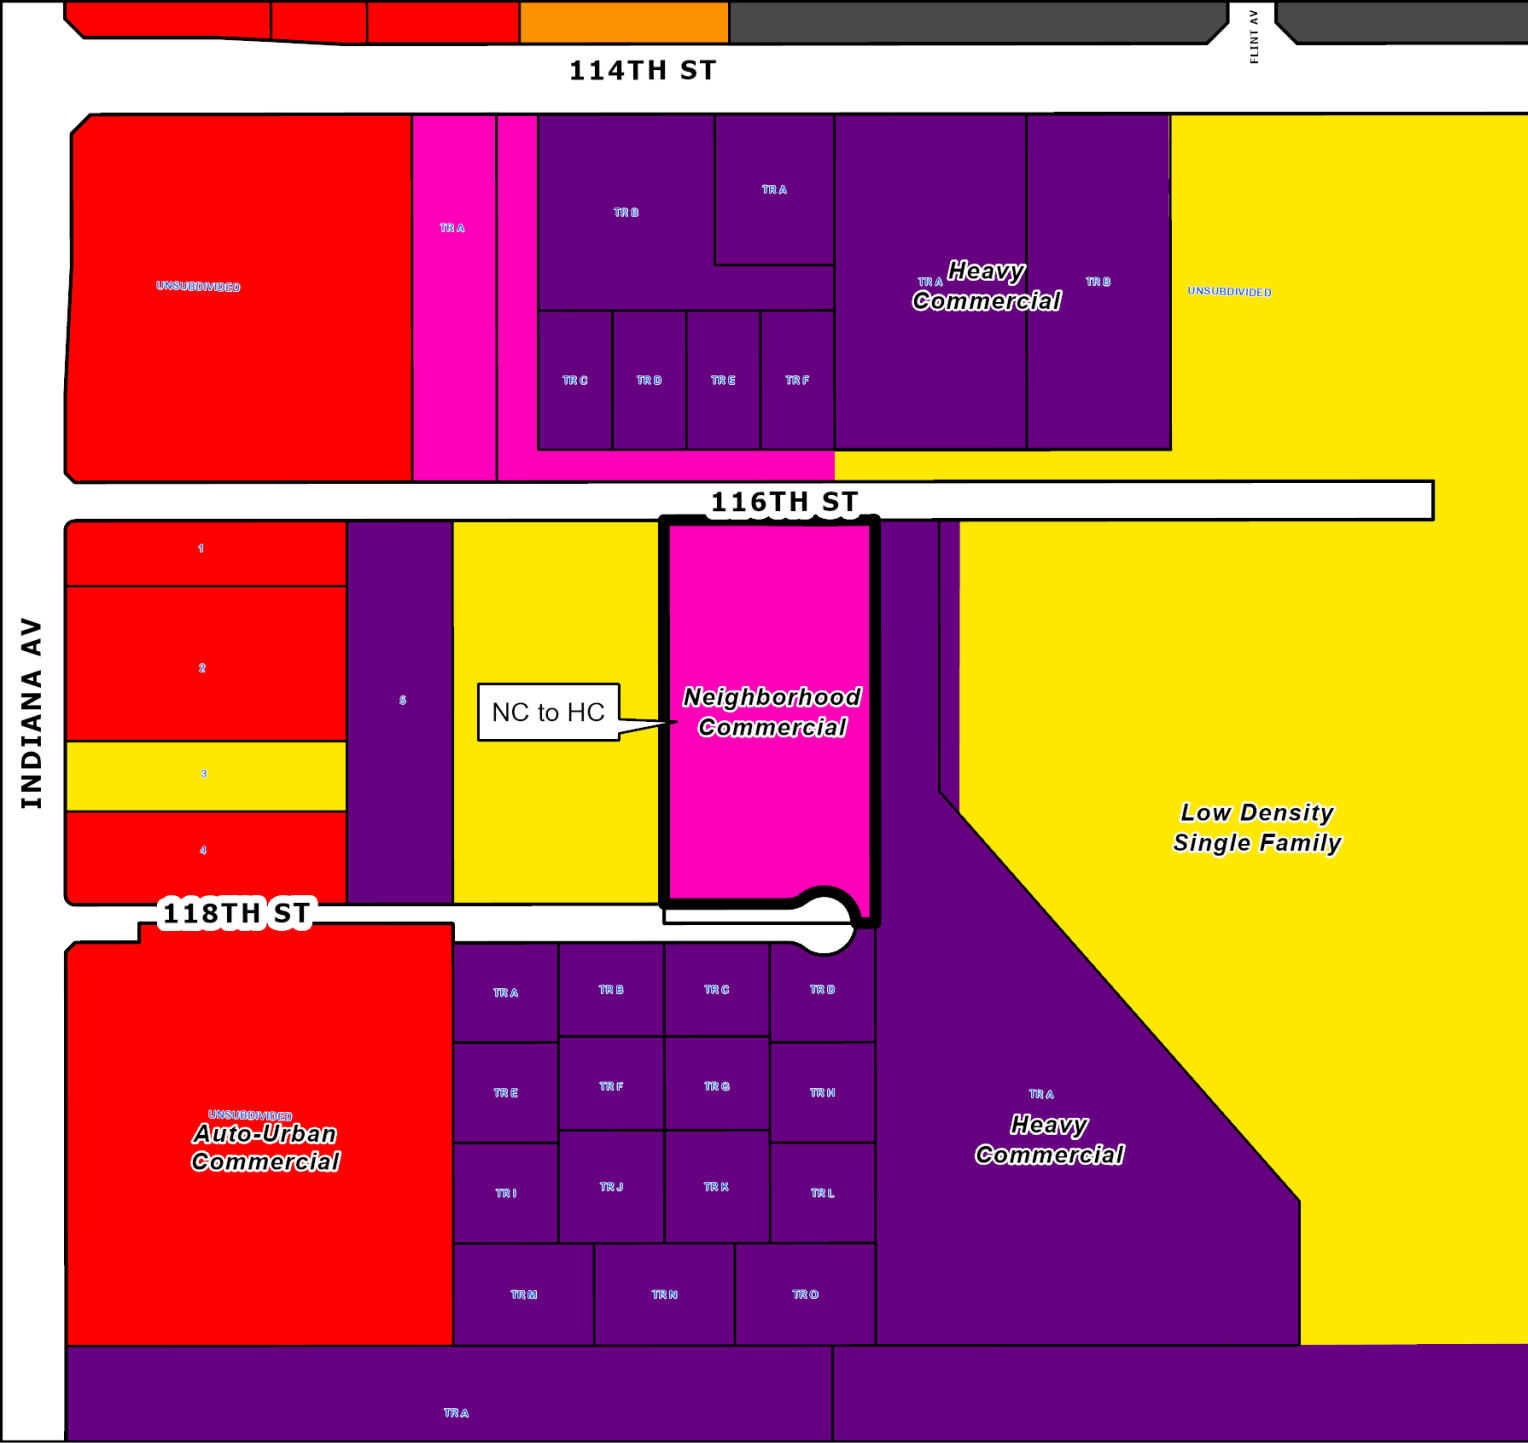 FLINT AV
114TH ST
TR A
TR B
TR A
UNSUBDIVIDED
Heavy
Commercial
TR A
TR B
UNSUBDIVIDED
TR C
TR D
TR E
TR F
116TH ST
1
2
3
4
5
INDIANA AV
NC to HC
Neighborhood
Commercial
Low Density
Single Family
118TH ST
TR A
TR B
TR C
TR D
TR E
TR F
TR G
TR H
TR I
TR J
TR K
TR L
TR M
TR N
TR O
UNSUBDIVIDED
Auto-Urban
Commercial
TR A
Heavy
Commercial
TR A